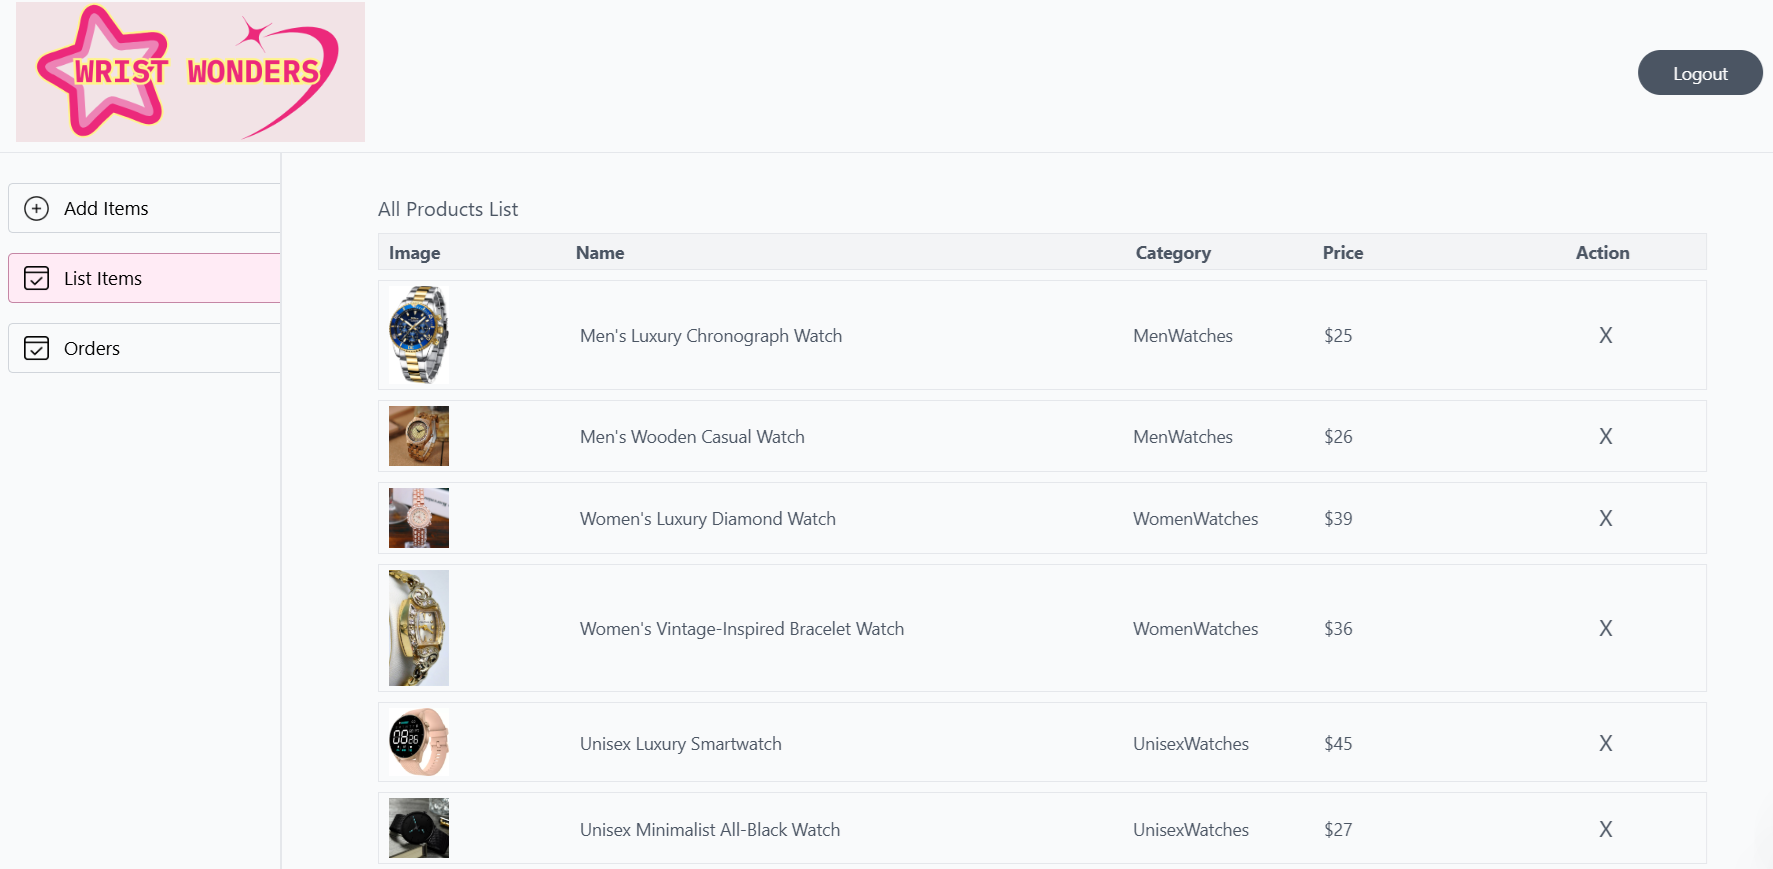 WRIST WONDERS
Logout
Add Items
List Items
Orders
All Products List
Image Name Category Price Action
Men's Luxury Chronograph Watch MenWatches $25 X
Men's Wooden Casual Watch MenWatches $26 X
Women's Luxury Diamond Watch WomenWatches $39 X
Women's Vintage-Inspired Bracelet Watch WomenWatches $36 X
08:26
Unisex Luxury Smartwatch UnisexWatches $45 X
Unisex Minimalist All-Black Watch UnisexWatches $27 X